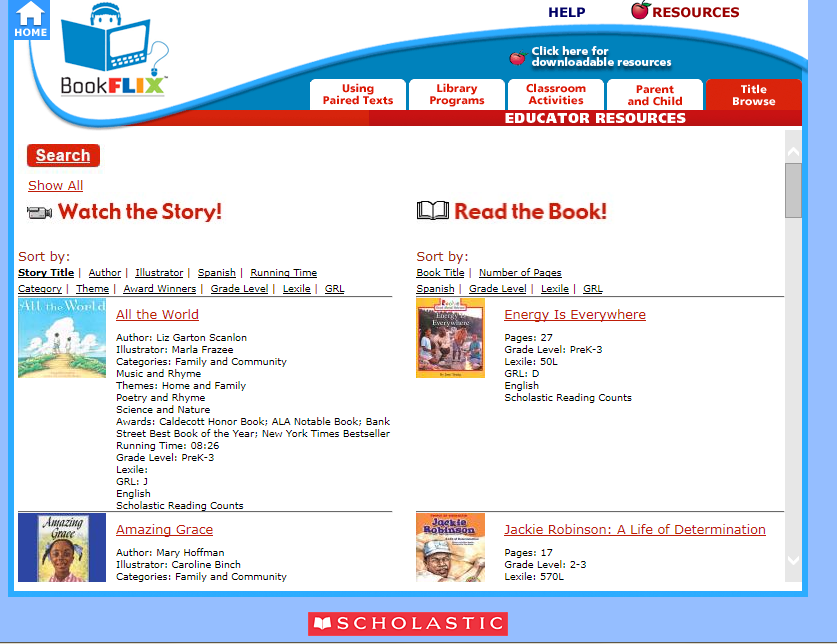 HOME
HELP
RESOURCES
BookFLIX™
Click here for
downloadable resources
Using
Paired Texts
Library
Programs
Classroom
Activities
Parent
and Child
Title
Browse
EDUCATOR RESOURCES
Search
Show All
Watch the Story!
Sort by:
Story Title | Author | Illustrator | Spanish | Running Time
Category | Theme | Award Winners | Grade Level | Lexile | GRL
All the World
All the World
Author: Liz Garton Scanlon
Illustrator: Marla Frazee
Categories: Family and Community
Music and Rhyme
Themes: Home and Family
Poetry and Rhyme
Science and Nature
Awards: Caldecott Honor Book; ALA Notable Book; Bank
Street Best Book of the Year; New York Times Bestseller
Running Time: 08:26
Grade Level: PreK-3
Lexile:
GRL: J
English
Scholastic Reading Counts
Amazing
Grace
Amazing Grace
Author: Mary Hoffman
Illustrator: Caroline Binch
Categories: Family and Community
Read the Book!
Sort by:
Book Title | Number of Pages
Spanish | Grade Level | Lexile | GRL
Energy Is
Everywhere
Energy Is Everywhere
Pages: 27
Grade Level: PreK-3
Lexile: 50L
GRL: D
English
Scholastic Reading Counts
Jackie
Robinson
Jackie Robinson: A Life of Determination
Pages: 17
Grade Level: 2-3
Lexile: 570L
SCHOLASTIC